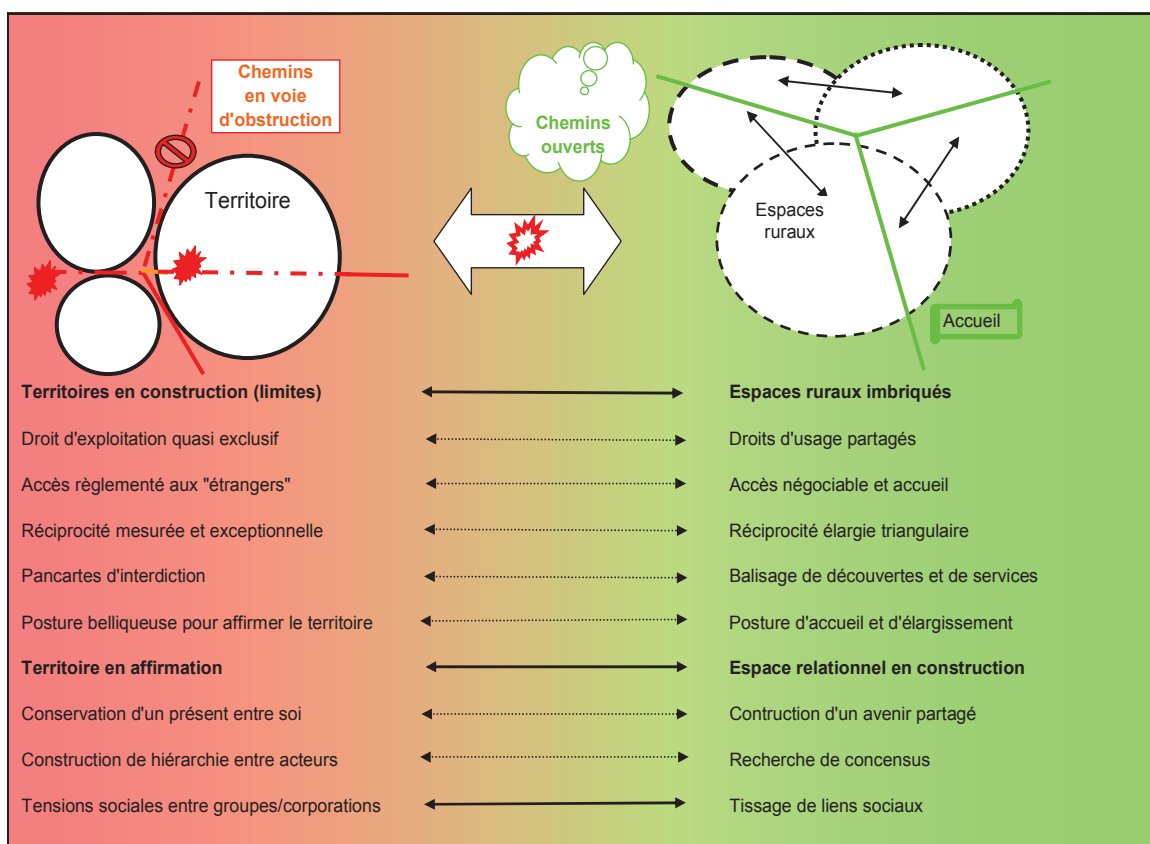 Chemins
en voie
d'obstruction
Territoire
Chemins
ouverts
Espaces
ruraux
Accueil
Territoires en construction (limites) Espaces ruraux imbriqués
Droit d'exploitation quasi exclusif Droits d'usage partagés
Accès règlementé aux "étrangers" Accès négociable et accueil
Réciprocité mesurée et exceptionnelle Réciprocité élargie triangulaire
Pancartes d'interdiction Balisage de découvertes et de services
Posture belliqueuse pour affirmer le territoire Posture d'accueil et d'élargissement
Territoire en affirmation Espace relationnel en construction
Conservation d'un présent entre soi Contruction d'un avenir partagé
Construction de hiérarchie entre acteurs Recherche de concensus
Tensions sociales entre groupes/corporations Tissage de liens sociaux